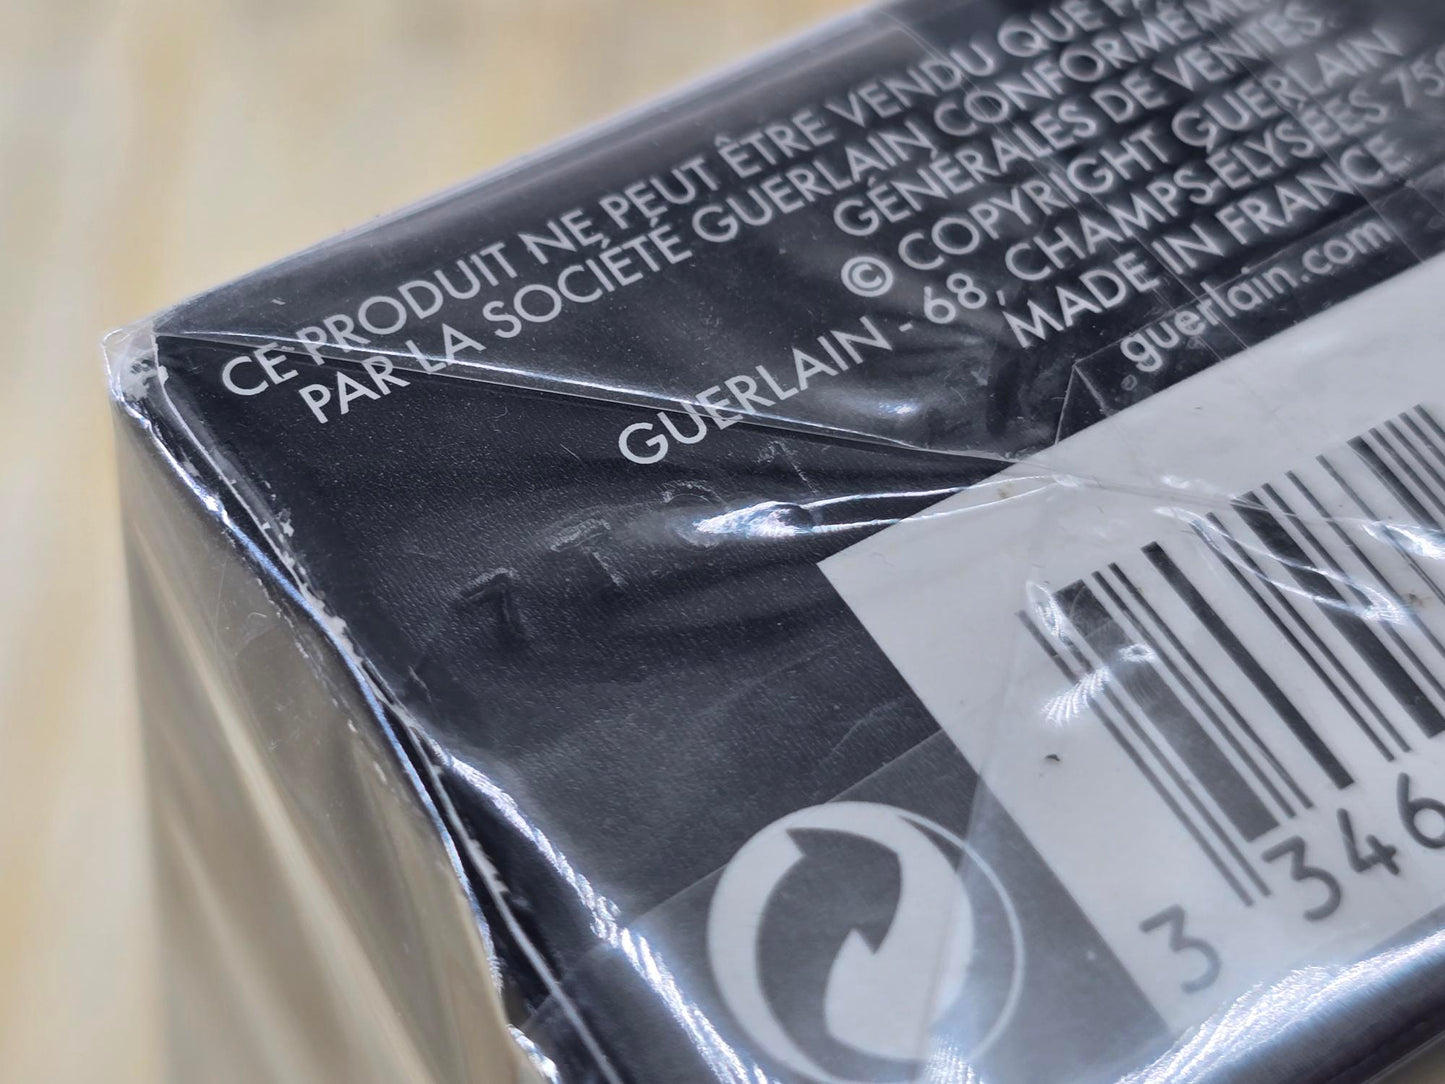 CE PRODUIT NE PEUT ÊTRE VENDU QUE
PAR LA SOCIÉTÉ GUERLAIN CONFORMÉME
GÉNÉRALES DE VENTES.
© COPYRIGHT GUERLAIN
GUERLAIN - 68, CHAMPS-ELYSÉES 75
MADE IN FRANCE
guerlain.com
3 346